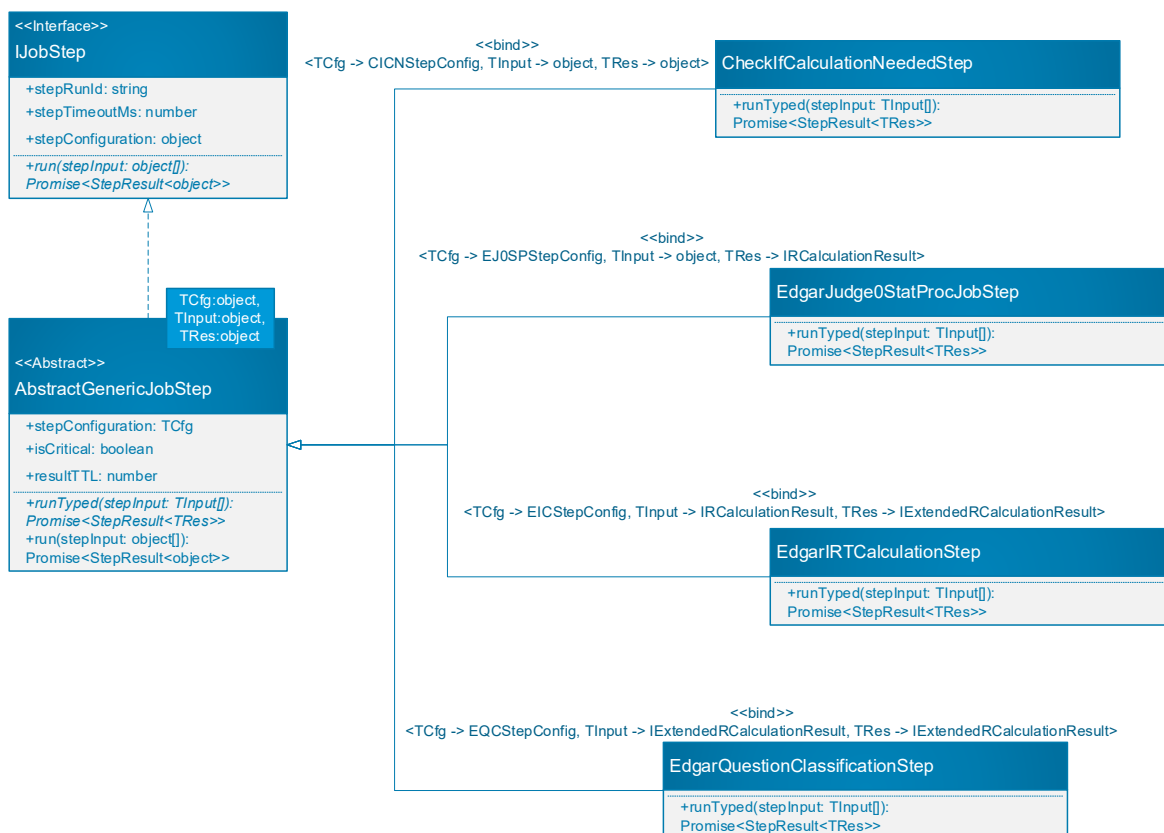 <<Interface>>
IJobStep
+stepRunId: string
+stepTimeoutMs: number
+stepConfiguration: object
+run(stepInput: object[]):
Promise<StepResult<object>>
TCfg:object,
TInput:object,
TRes:object
<<Abstract>>
AbstractGenericJobStep
+stepConfiguration: TCfg
+isCritical: boolean
+resultTTL: number
+runTyped(stepInput: TInput[]):
Promise<StepResult<TRes>>
+run(stepInput: object[]):
Promise<StepResult<object>>
<<bind>>
<TCfg -> CICNStepConfig, TInput -> object, TRes -> object>
CheckIfCalculationNeededStep
+runTyped(stepInput: TInput[]):
Promise<StepResult<TRes>>
<<bind>>
<TCfg -> EJ0SPStepConfig, TInput -> object, TRes -> IRCalculationResult>
EdgarJudge0StatProcJobStep
+runTyped(stepInput: TInput[]):
Promise<StepResult<TRes>>
<<bind>>
<TCfg -> EICStepConfig, TInput -> IRCalculationResult, TRes -> IExtendedRCalculationResult>
EdgarIRTCalculationStep
+runTyped(stepInput: TInput[]):
Promise<StepResult<TRes>>
<<bind>>
<TCfg -> EQCStepConfig, TInput -> IExtendedRCalculationResult, TRes -> IExtendedRCalculationResult>
EdgarQuestionClassificationStep
+runTyped(stepInput: TInput[]):
Promise<StepResult<TRes>>